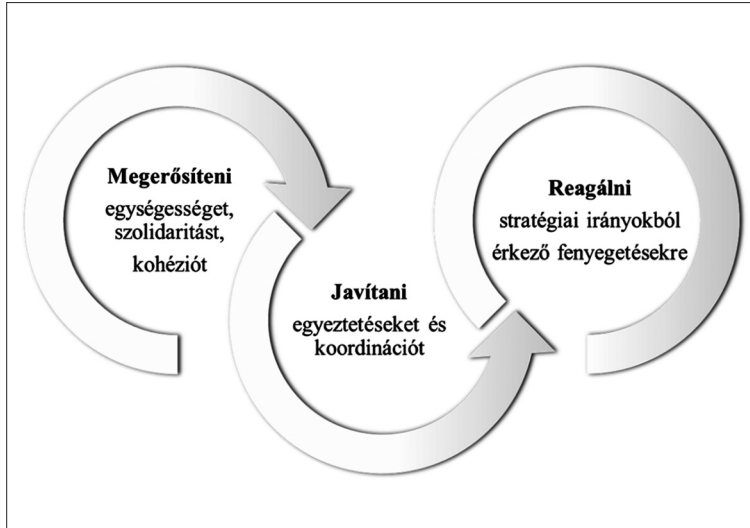 Megerősíteni
egységességet,
szolidaritást,
kohéziót
Javítani
egyeztetéseket és
koordinációt
Reagálni
stratégiai irányokból
érkező fenyegetésekre